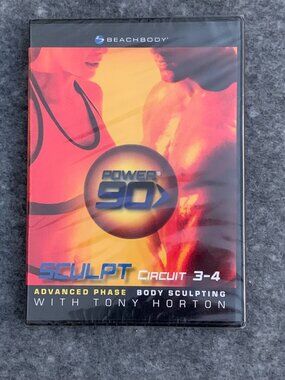 BEACHBODY®
POWER
90
SCULPT CIRCUIT 3-4
ADVANCED PHASE BODY SCULPTING
WITH TONY HORTON